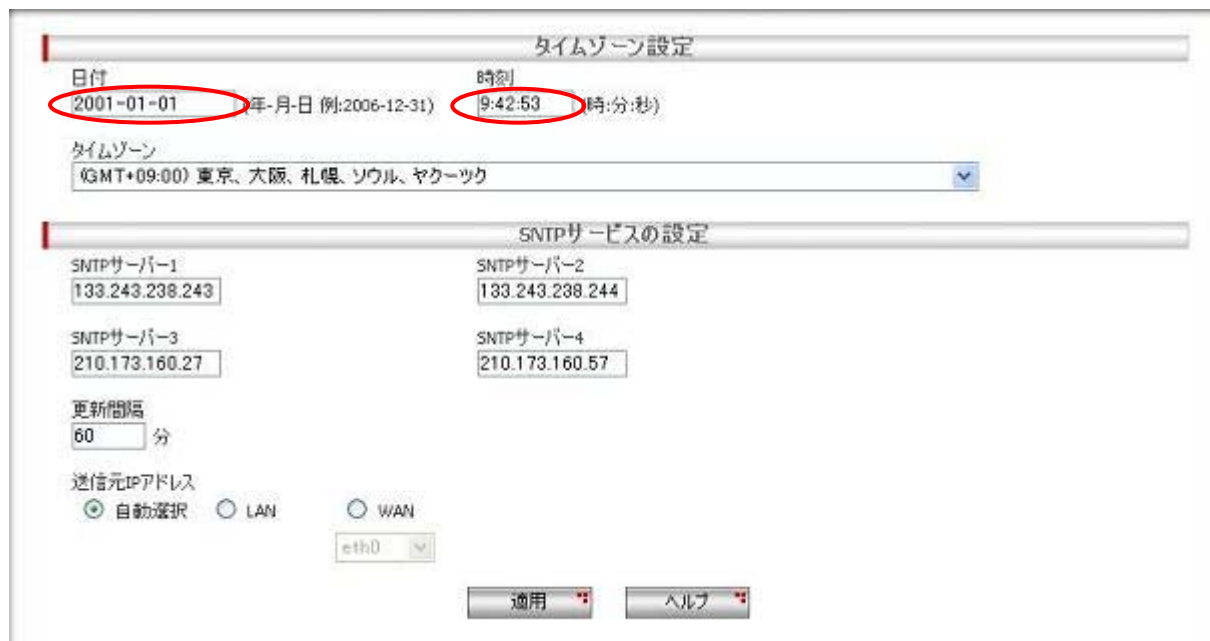 タイムゾーン設定
日付 時刻
2001-01-01 (年-月-日 例:2006-12-31) 9:42:53 (時:分:秒)
タイムゾーン
(GMT+09:00) 東京、大阪、札幌、ソウル、ヤクーツク
SNTPサービスの設定
SNTPサーバー1 SNTPサーバー2
133.243.238.243 133.243.238.244
SNTPサーバー3 SNTPサーバー4
210.173.160.27 210.173.160.57
更新間隔
60 分
送信元IPアドレス
自動選択 LAN WAN
eth0
適用 ヘルプ